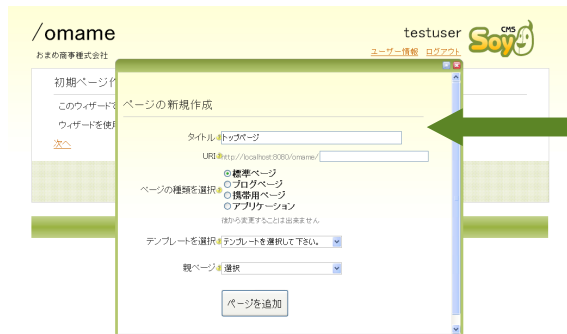 /omame
testuser
おまめ商事株式会社
ユーザー情報 ログアウト
CMS
Soy
初期ページ作
このウィザードで
ウィザードを使用
次へ
ページの新規作成
タイトル トップページ
URI http://localhost:8080/omame/
ページの種類を選択
標準ページ
ブログページ
携帯用ページ
アプリケーション
後から変更することは出来ません
テンプレートを選択 テンプレートを選択して下さい。
親ページ 選択
ページを追加